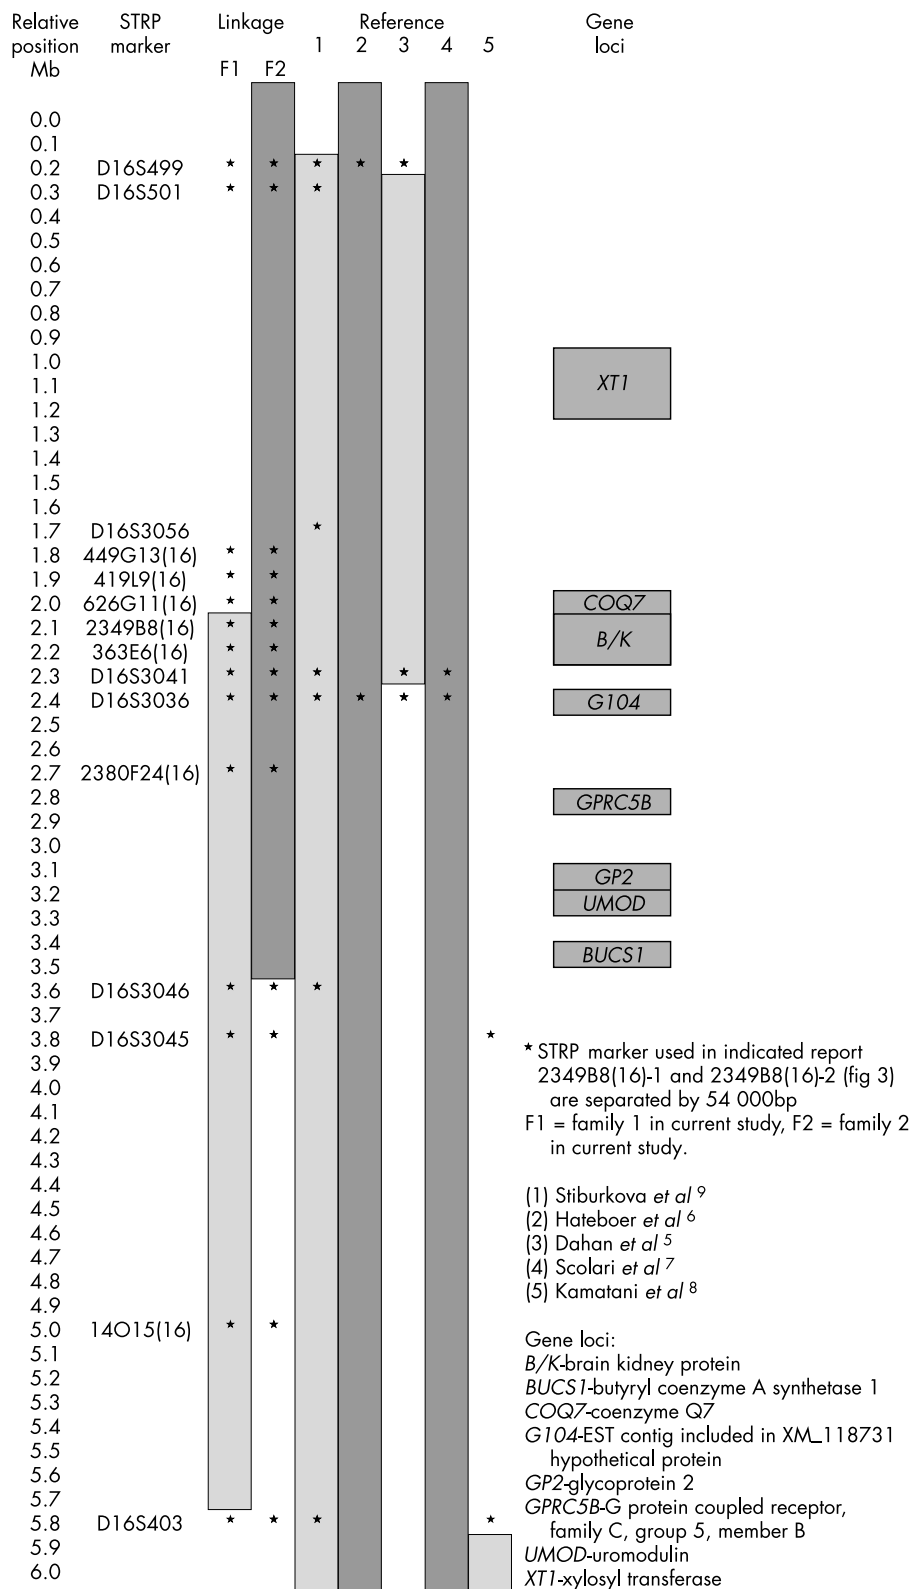 Relative STRP Linkage Reference Gene
position marker 1 2 3 4 5 loci
Mb F1 F2
0.0
0.1
0.2 D16S499 ★ ★ ★ ★ ★
0.3 D16S501 ★ ★ ★
0.4
0.5
0.6
0.7
0.8
0.9
1.0
1.1 XT1
1.2
1.3
1.4
1.5
1.6
1.7 D16S3056 ★
1.8 449G13(16) ★ ★
1.9 419L9(16) ★ ★
2.0 626G11(16) ★ ★ COQ7
2.1 2349B8(16) ★ ★ B/K
2.2 363E6(16) ★ ★
2.3 D16S3041 ★ ★ ★ ★ ★
2.4 D16S3036 ★ ★ ★ ★ ★ ★ G104
2.5
2.6
2.7 2380F24(16) ★ ★
2.8 GPRC5B
2.9
3.0
3.1 GP2
3.2 UMOD
3.3
3.4
3.5 BUCS1
3.6 D16S3046 ★ ★ ★
3.7
3.8 D16S3045 ★ ★ ★
3.9
4.0
4.1
4.2
4.3
4.4
4.5
4.6
4.7
4.8
4.9
5.0 14O15(16) ★ ★
5.1
5.2
5.3
5.4
5.5
5.6
5.7
5.8 D16S403 ★ ★ ★ ★
5.9
6.0
★ STRP marker used in indicated report
2349B8(16)-1 and 2349B8(16)-2 (fig 3)
are separated by 54 000bp
F1 = family 1 in current study, F2 = family 2
in current study.
(1) Stiburkova et al 9
(2) Hateboer et al 6
(3) Dahan et al 5
(4) Scolari et al 7
(5) Kamatani et al 8
Gene loci:
B/K-brain kidney protein
BUCS1-butyryl coenzyme A synthetase 1
COQ7-coenzyme Q7
G104-EST contig included in XM_118731
hypothetical protein
GP2-glycoprotein 2
GPRC5B-G protein coupled receptor,
family C, group 5, member B
UMOD-uromodulin
XT1-xylosyl transferase